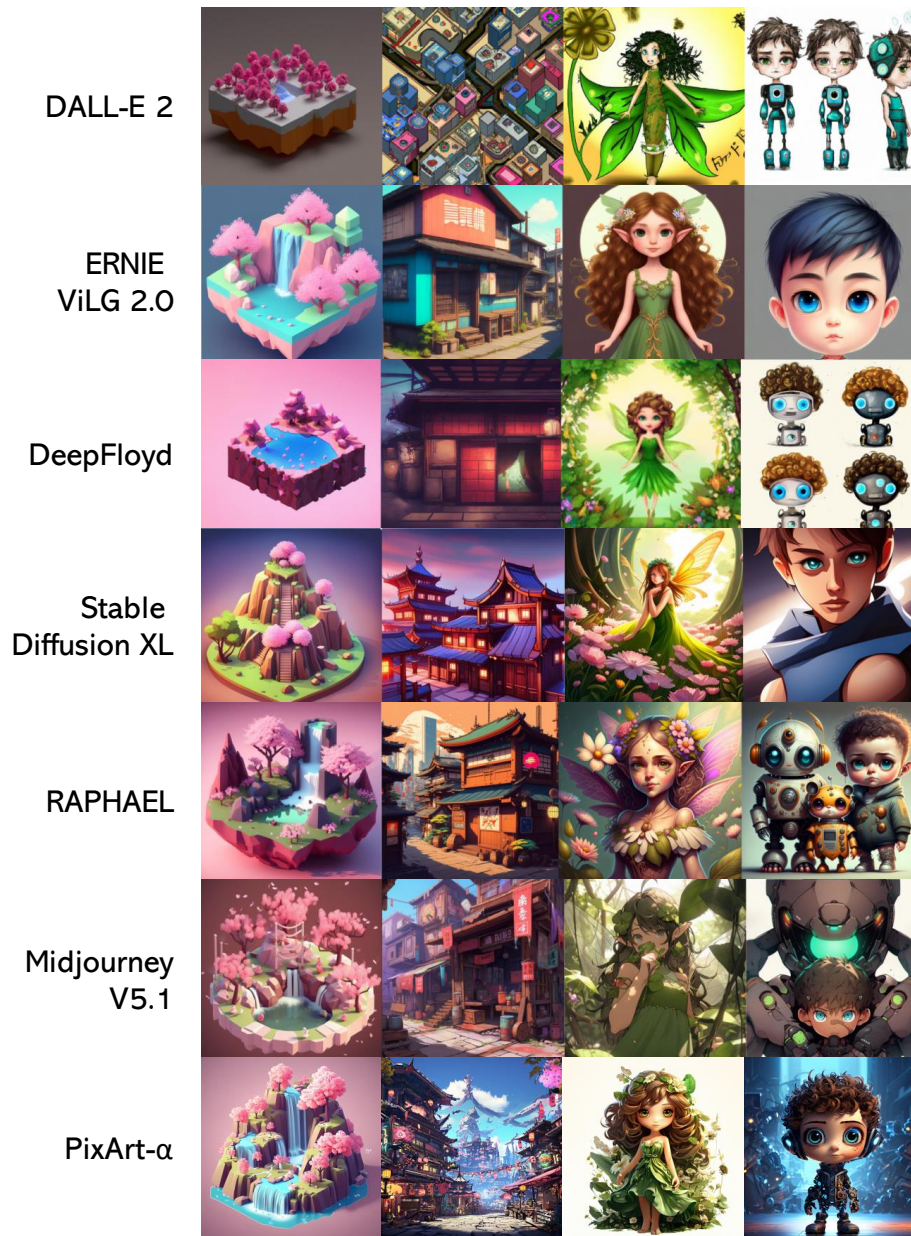 DALL-E 2
ERNIE
ViLG 2.0
DeepFloyd
Stable
Diffusion XL
RAPHAEL
Midjourney
V5.1
PixArt-α